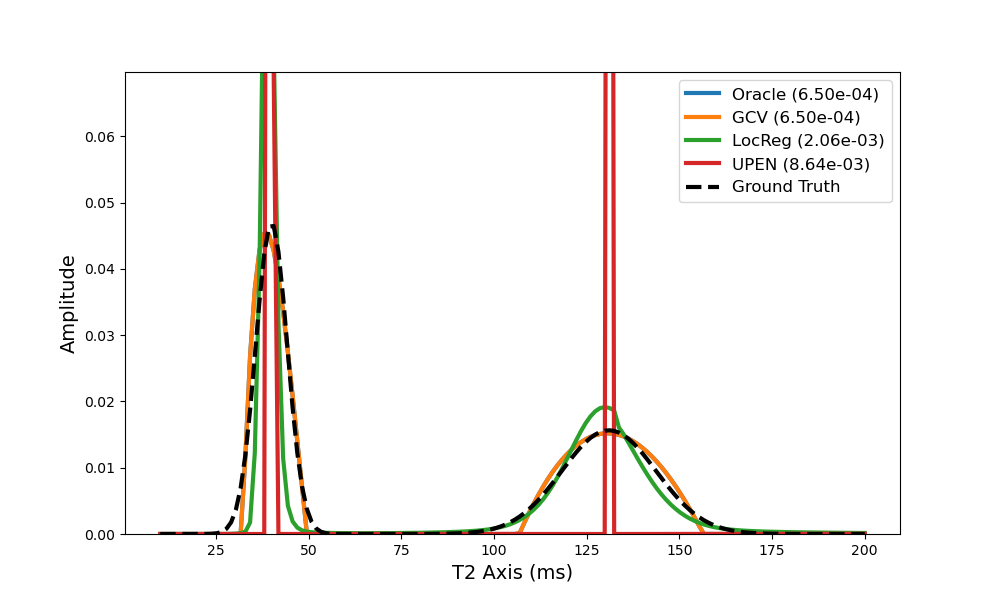 Oracle (6.50e-04)
GCV (6.50e-04)
LocReg (2.06e-03)
UPEN (8.64e-03)
Ground Truth
Amplitude
0.06
0.05
0.04
0.03
0.02
0.01
0.00
25 50 75 100 125 150 175 200
T2 Axis (ms)